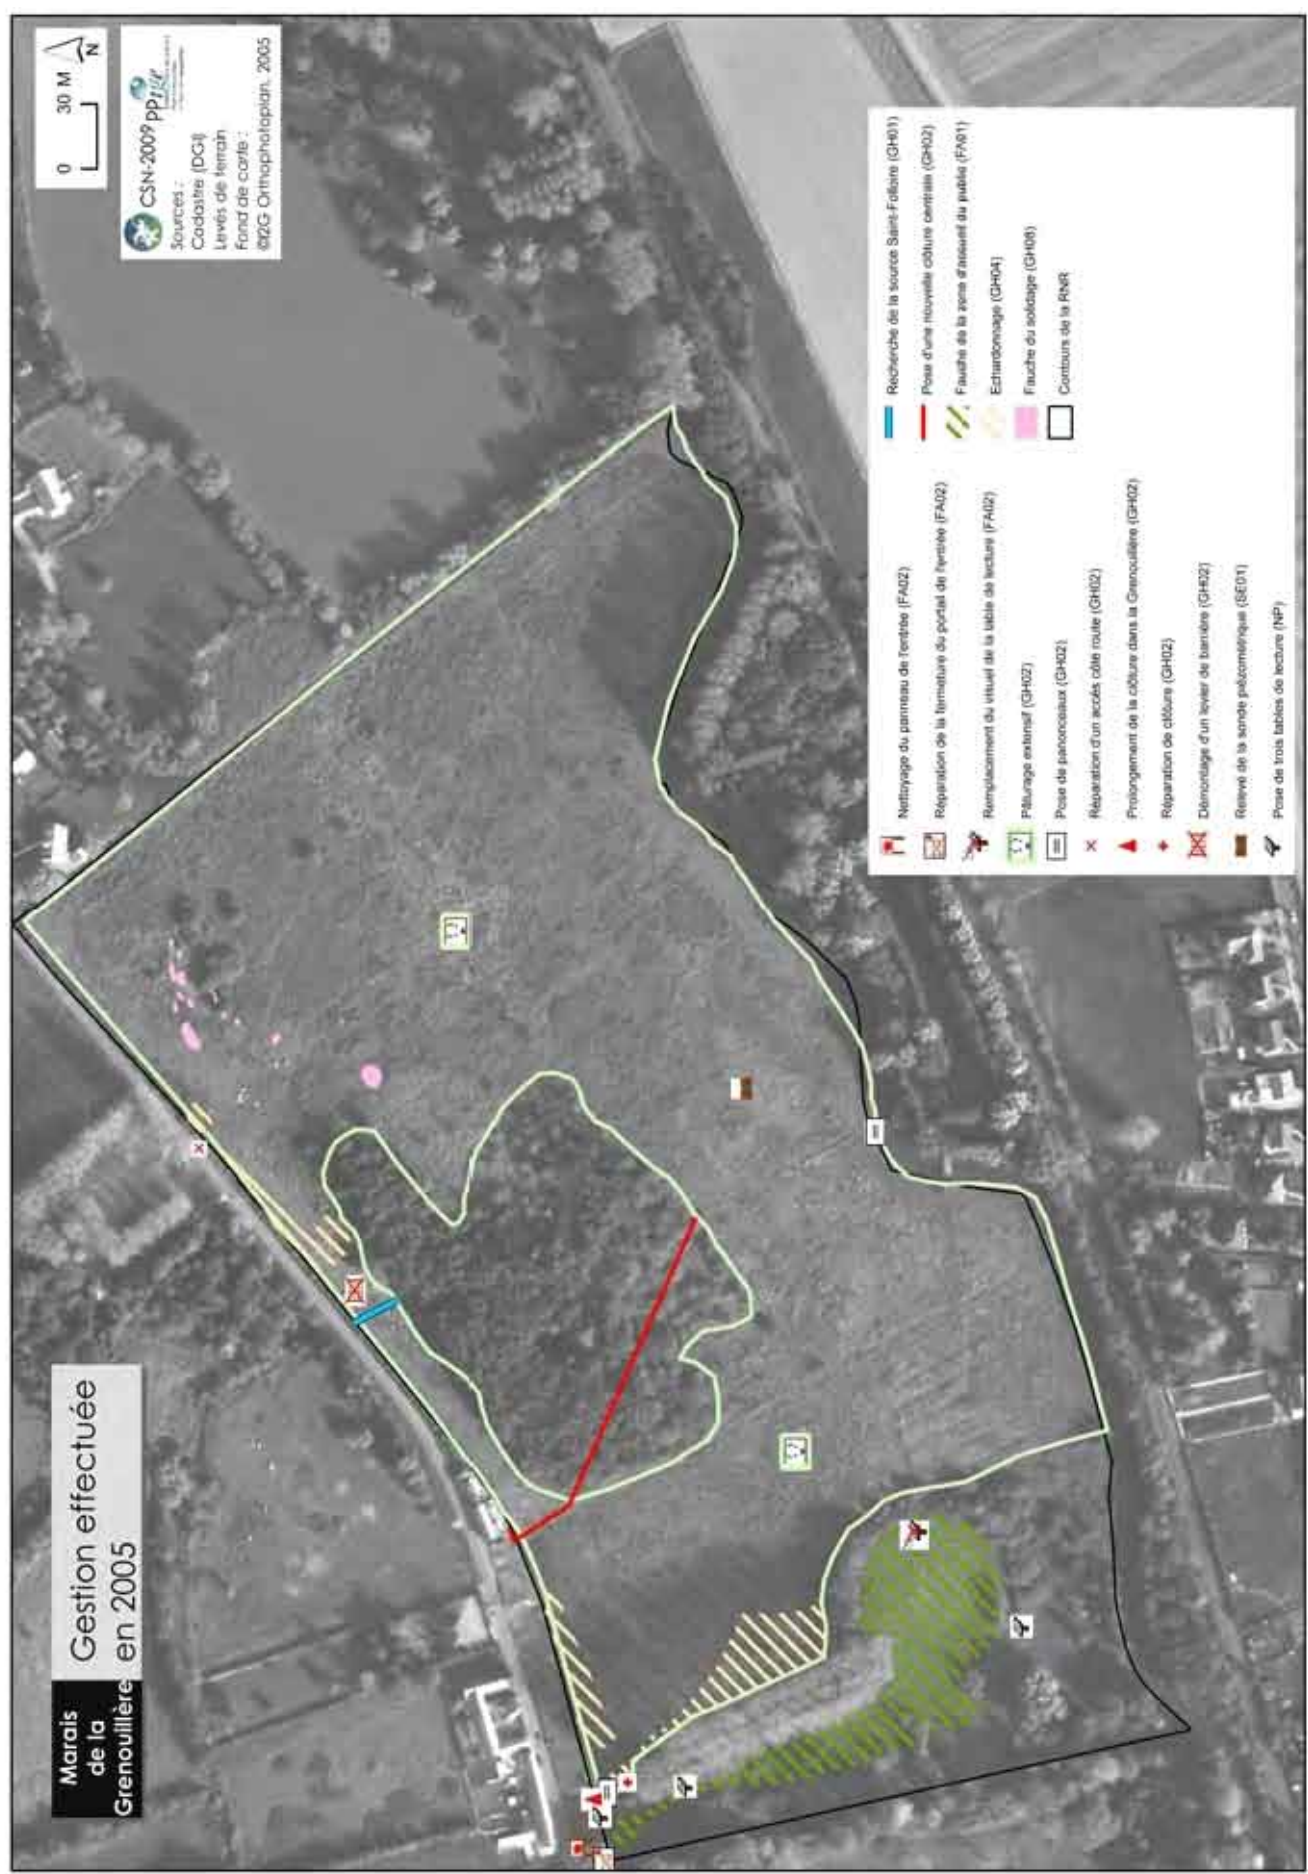 Marais
de la
Grenouillère
Gestion effectuée
en 2005
0 30 M
N
CSN-2009
Sources :
Cadastre (DGI)
Levés de terrain
Fond de carte :
©I2G Orthophotoplan, 2005
Nettoyage du panneau de l'entrée (FA02)
Réparation de la fermeture du portail de l'entrée (FA02)
Remplacement du visuel de la table de lecture (FA02)
Pâturage extensif (GH02)
Pose de panonceaux (GH02)
Réparation d'un accès côté route (GH02)
Prolongement de la clôture dans la Grenouillère (GH02)
Réparation de clôture (GH02)
Démontage d'un levier de barrière (GH02)
Relevé de la sonde piézométrique (SE01)
Pose de trois tables de lecture (NP)
Recherche de la source Saint-Folloire (GH01)
Pose d'une nouvelle clôture centrale (GH02)
Fauche de la zone d'accueil du public (FA01)
Echardonnage (GH04)
Fauche du solidage (GH08)
Contours de la RNR